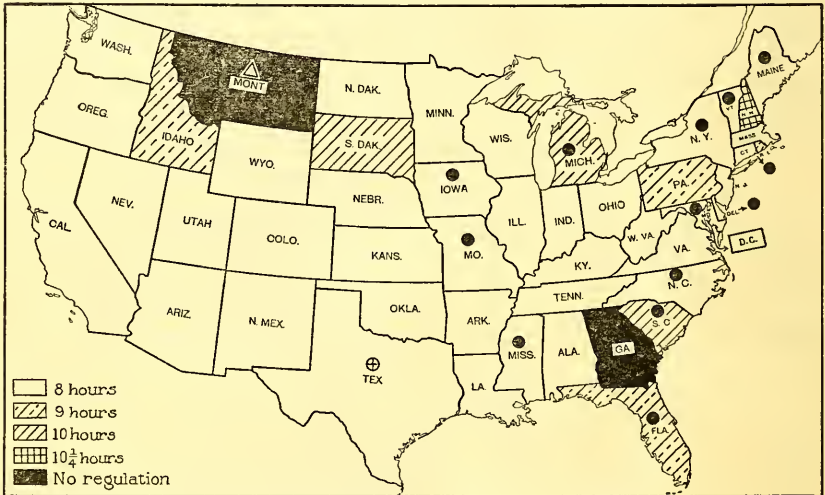 WASH.
MONT
N. DAK.
MINN.
MAINE
VT
N. H.
OREG.
IDAHO
S. DAK.
WIS.
MICH.
N.Y.
MASS
CT
R. I.
WYO.
IOWA
PA.
N. J.
NEV.
NEBR.
ILL.
IND.
OHIO
DEL
CAL.
UTAH
COLO.
KANS.
MO.
W. VA.
VA.
D.C.
KY.
N. C.
ARIZ.
N. MEX.
OKLA.
ARK.
TENN.
S. C
TEX
LA.
MISS.
ALA.
GA
FLA.
8 hours
9 hours
10 hours
10 1/4 hours
No regulation